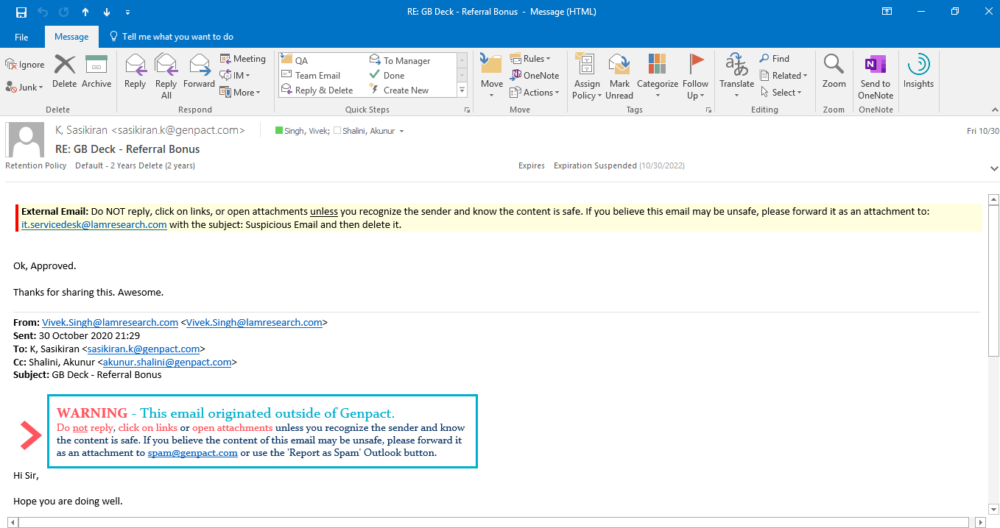 RE: GB Deck - Referral Bonus - Message (HTML)
File
Message
Tell me what you want to do
Ignore
Junk
Delete
Archive
Delete
Reply
Reply All
Forward
Meeting
IM
More
Respond
QA
Team Email
Reply & Delete
To Manager
Done
Create New
Quick Steps
Move
Rules
OneNote
Actions
Move
Assign Policy
Mark Unread
Categorize
Follow Up
Tags
Translate
Find
Related
Select
Editing
Zoom
Zoom
Send to OneNote
OneNote
Insights
K, Sasikiran <sasikiran.k@genpact.com>
Singh, Vivek; Shalini, Akunur
Fri 10/30
RE: GB Deck - Referral Bonus
Retention Policy Default - 2 Years Delete (2 years)
Expires Expiration Suspended (10/30/2022)
External Email: Do NOT reply, click on links, or open attachments unless you recognize the sender and know the content is safe. If you believe this email may be unsafe, please forward it as an attachment to:
it.servicedesk@lamresearch.com with the subject: Suspicious Email and then delete it.
Ok, Approved.
Thanks for sharing this. Awesome.
From: Vivek.Singh@lamresearch.com <Vivek.Singh@lamresearch.com>
Sent: 30 October 2020 21:29
To: K, Sasikiran <sasikiran.k@genpact.com>
Cc: Shalini, Akunur <akunur.shalini@genpact.com>
Subject: GB Deck - Referral Bonus
WARNING - This email originated outside of Genpact.
Do not reply, click on links or open attachments unless you recognize the sender and know
the content is safe. If you believe the content of this email may be unsafe, please forward it
as an attachment to spam@genpact.com or use the 'Report as Spam' Outlook button.
Hi Sir,
Hope you are doing well.